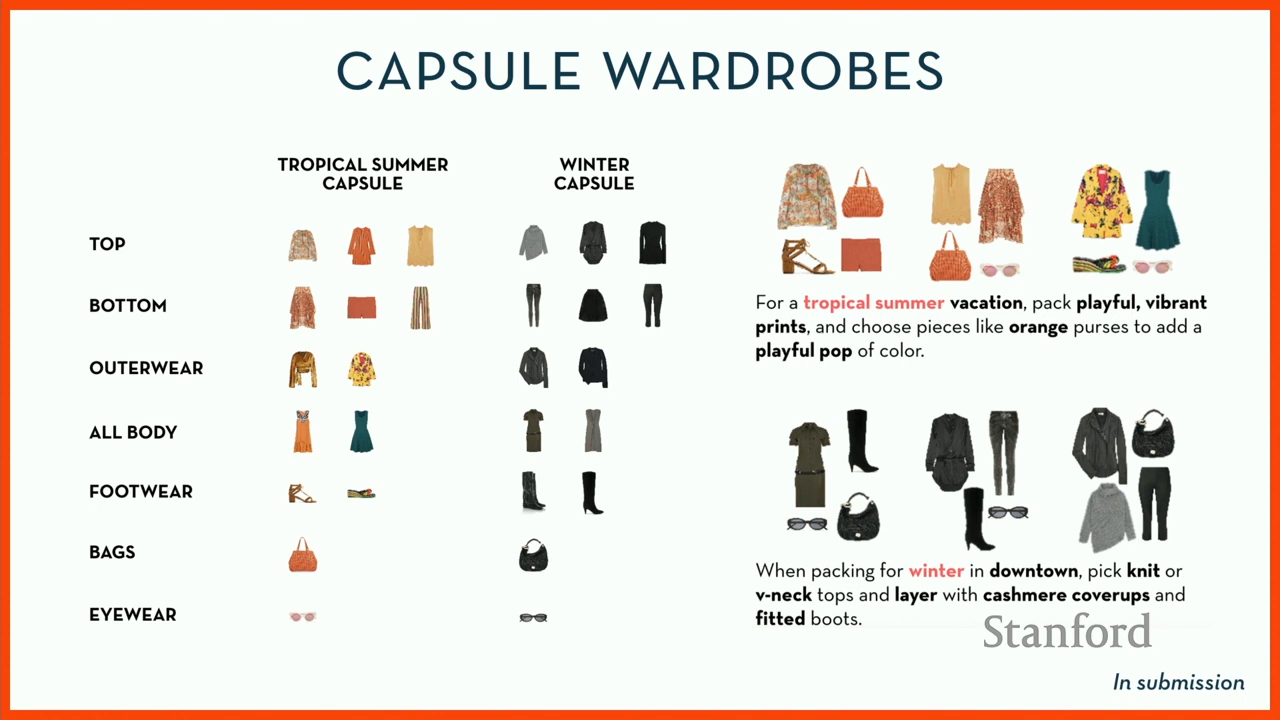 CAPSULE WARDROBES
TROPICAL SUMMER
CAPSULE
WINTER
CAPSULE
TOP
BOTTOM
OUTERWEAR
ALL BODY
FOOTWEAR
BAGS
EYEWEAR
For a tropical summer vacation, pack playful, vibrant
prints, and choose pieces like orange purses to add a
playful pop of color.
When packing for winter in downtown, pick knit or
v-neck tops and layer with cashmere coverups and
fitted boots.
Stanford
In submission